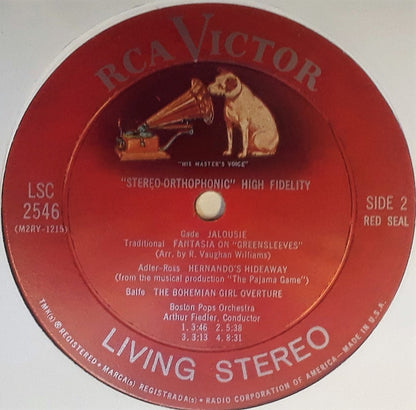 RCA VICTOR
"HIS MASTER'S VOICE"
"STEREO-ORTHOPHONIC" HIGH FIDELITY
LSC
2546
(M2RY-1215)
SIDE 2
RED SEAL
Gade JALOUSIE
Traditional FANTASIA ON "GREENSLEEVES"
(Arr. by R. Vaughan Williams)
Adler-Ross HERNANDO'S HIDEAWAY
(from the musical production "The Pajama Game")
Balfe THE BOHEMIAN GIRL OVERTURE
Boston Pops Orchestra
Arthur Fiedler, Conductor
1. 3:46 2. 5:38
3. 3:13 4. 8:31
LIVING STEREO
TMK(s) ® REGISTERED • MARCA(s) REGISTRADA(s) • RADIO CORPORATION OF AMERICA—MADE IN U.S.A.